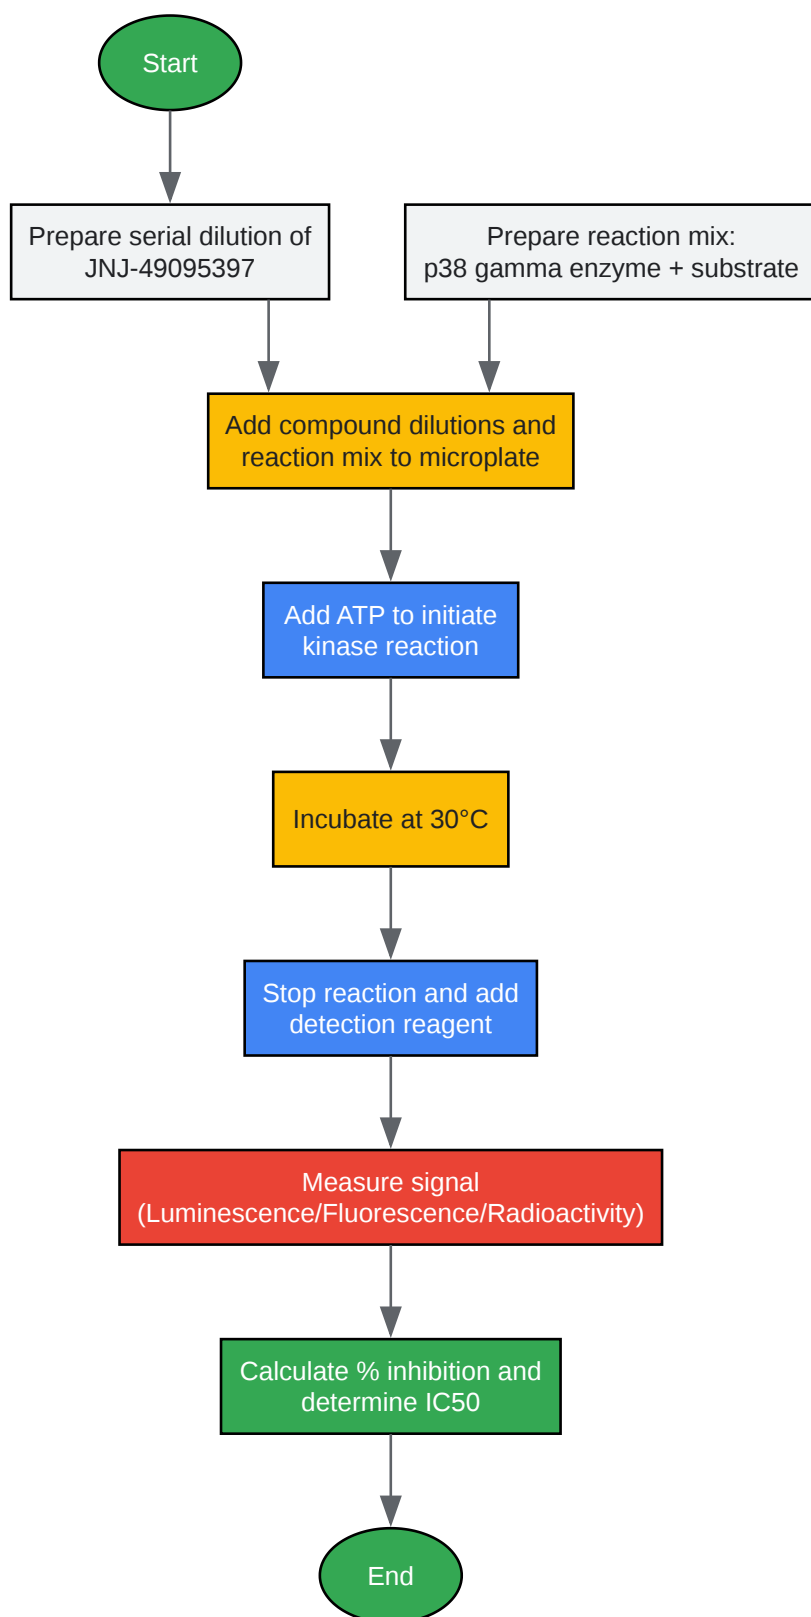 Start
Prepare serial dilution of
JNJ-49095397
Prepare reaction mix:
p38 gamma enzyme + substrate
Add compound dilutions and
reaction mix to microplate
Add ATP to initiate
kinase reaction
Incubate at 30°C
Stop reaction and add
detection reagent
Measure signal
(Luminescence/Fluorescence/Radioactivity)
Calculate % inhibition and
determine IC50
End